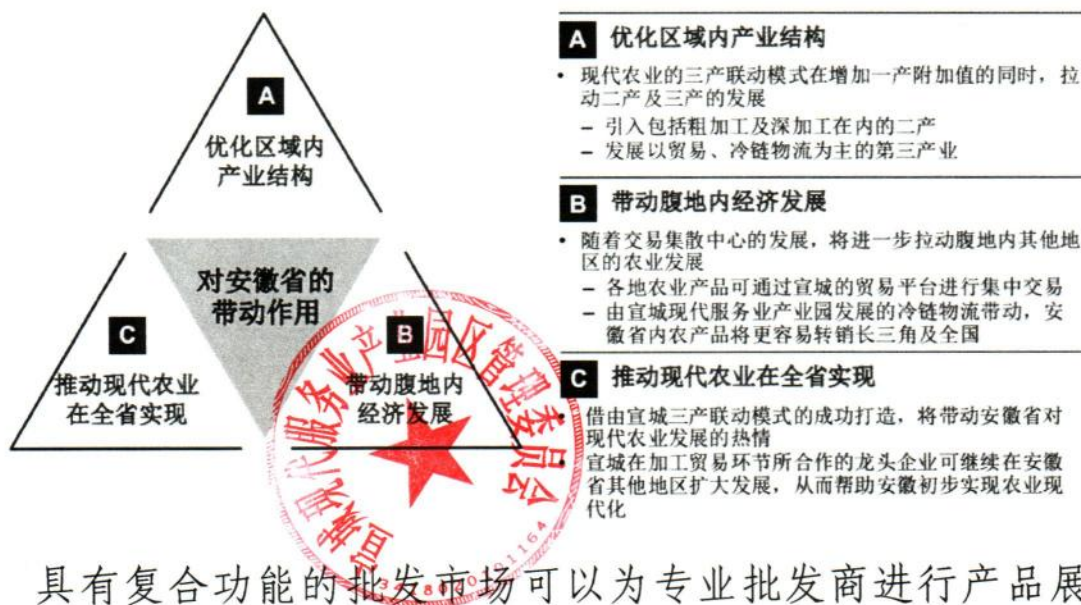 A
优化区域内
产业结构
对安徽省的
带动作用
C
推动现代农业
在全省实现
B
带动腹地内
经济发展
A 优化区域内产业结构
• 现代农业的三产联动模式在增加一产附加值的同时，拉
动二产及三产的发展
– 引入包括粗加工及深加工在内的二产
– 发展以贸易、冷链物流为主的第三产业
B 带动腹地内经济发展
• 随着交易集散中心的发展，将进一步拉动腹地内其他地
区的农业发展
– 各地农业产品可通过宣城的贸易平台进行集中交易
– 由宣城现代服务业产业园发展的冷链物流带动，安
徽省内农产品将更容易转销长三角及全国
C 推动现代农业在全省实现
借由宣城三产联动模式的成功打造，将带动安徽省对
现代农业发展的热情
宣城在加工贸易环节所合作的龙头企业可继续在安徽
省其他地区扩大发展，从而帮助安徽初步实现农业现
代化
宣城现代服务业产业园区管理委员会
具有复合功能的批发市场可以为专业批发商进行产品展